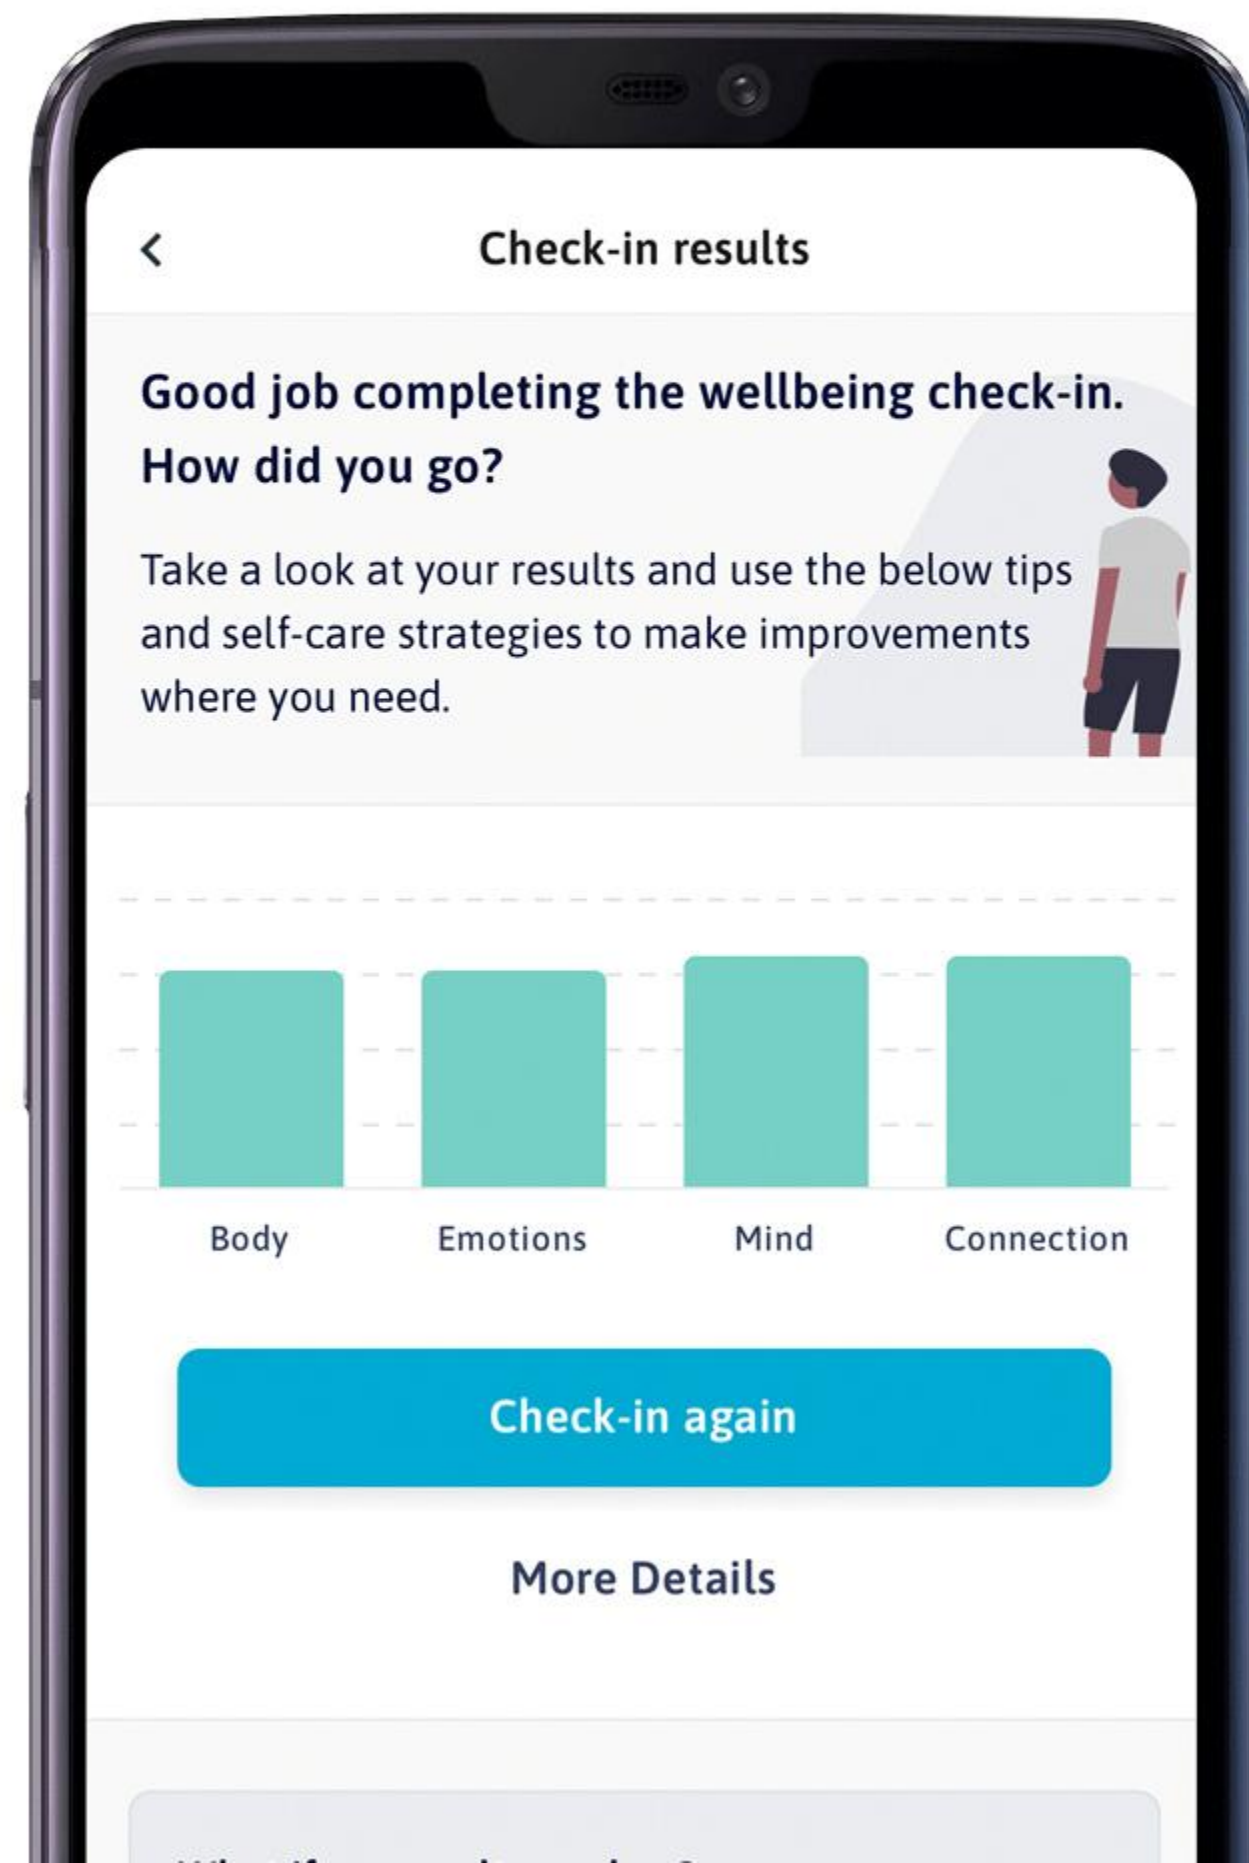 Check-in results
Good job completing the wellbeing check-in.
How did you go?
Take a look at your results and use the below tips
and self-care strategies to make improvements
where you need.
Body Emotions Mind Connection
Check-in again
More Details